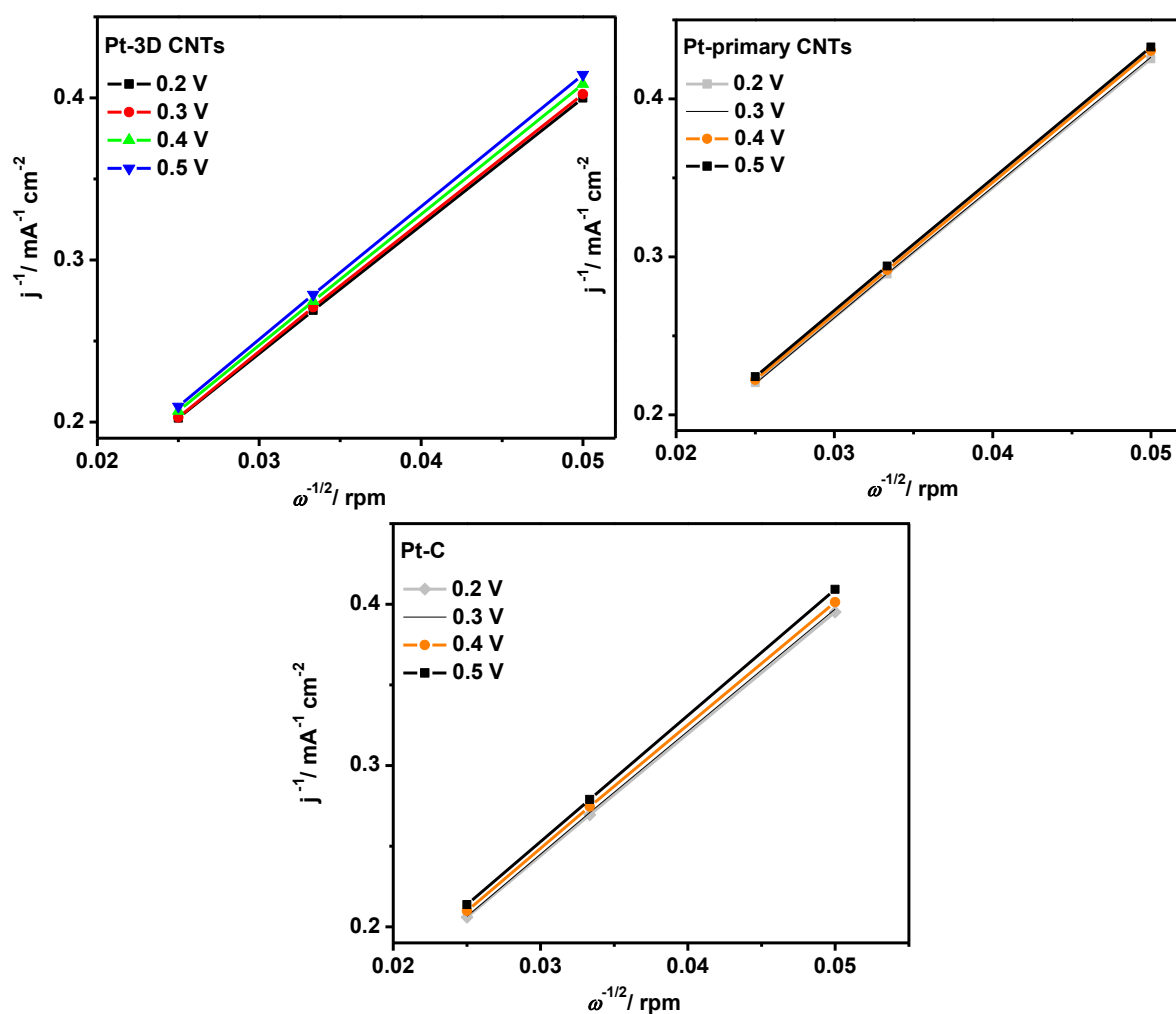 Pt-3D CNTs
0.2 V
0.3 V
0.4 V
0.5 V
0.4
0.3
0.2
0.02 0.03 0.04 0.05
j⁻¹/ mA⁻¹ cm⁻²
ω⁻¹/²/ rpm
Pt-primary CNTs
0.2 V
0.3 V
0.4 V
0.5 V
0.4
0.3
0.2
0.02 0.03 0.04 0.05
j⁻¹/ mA⁻¹ cm⁻²
ω⁻¹/²/ rpm
Pt-C
0.2 V
0.3 V
0.4 V
0.5 V
0.4
0.3
0.2
0.02 0.03 0.04 0.05
j⁻¹/ mA⁻¹ cm⁻²
ω⁻¹/²/ rpm